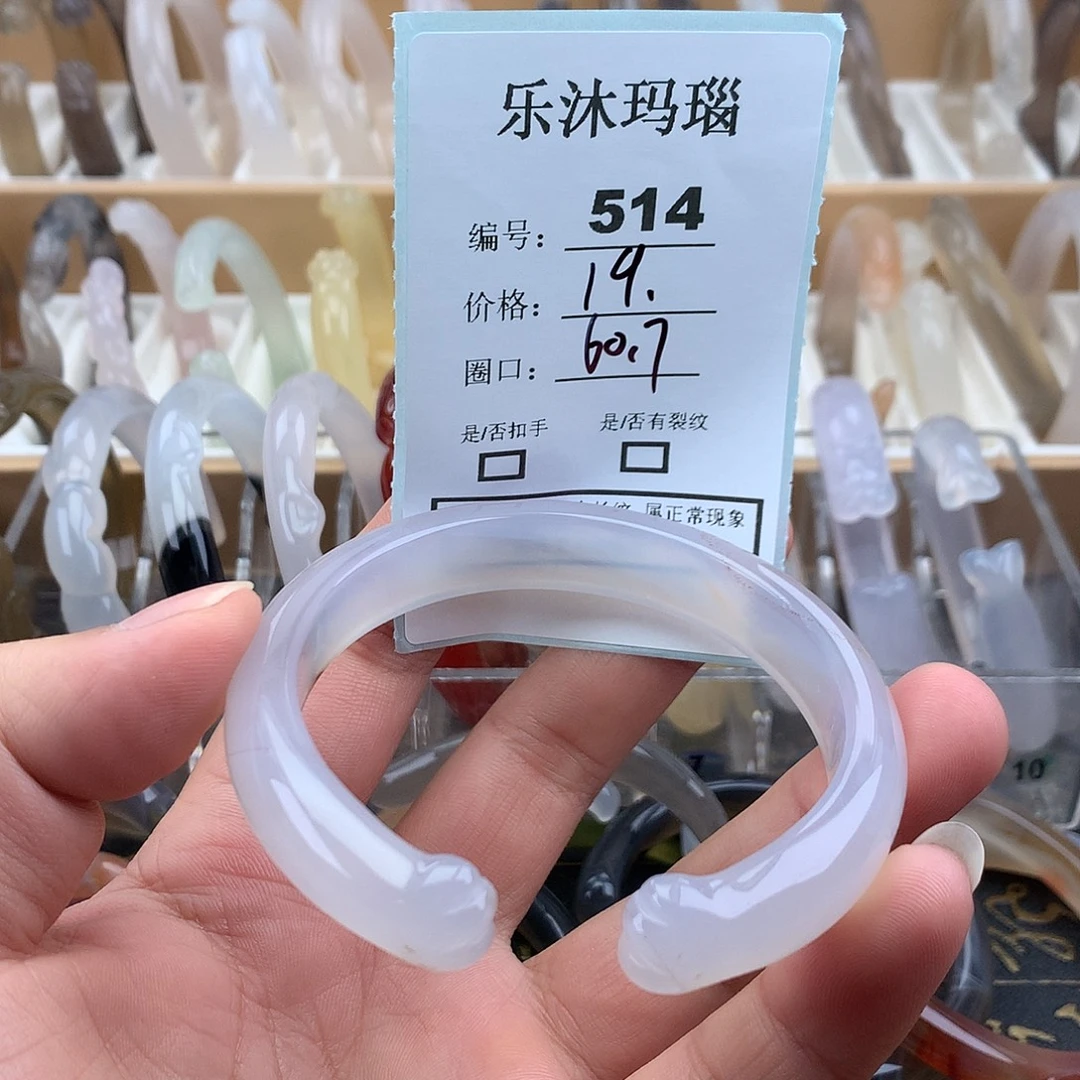 乐沐玛瑙
编号：514
价格：19.
圈口：60.7
是/否扣手 是/否有裂纹
属正常现象
10